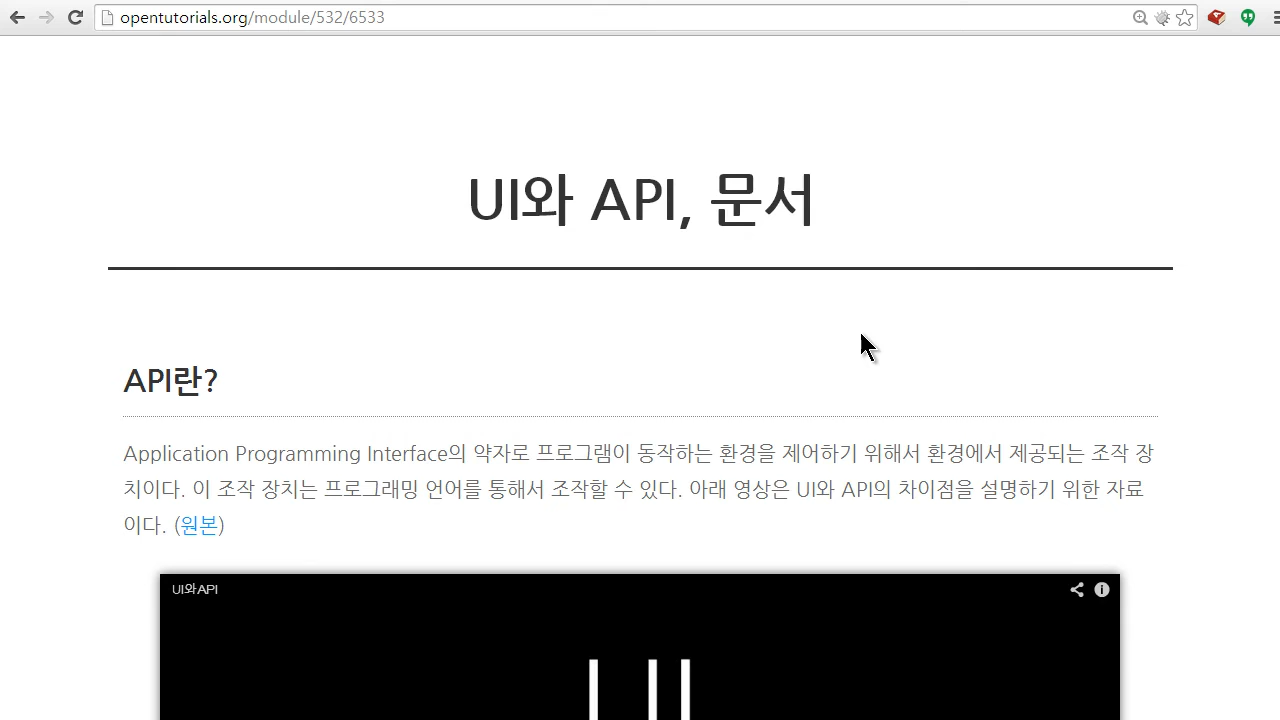 opentutorials.org/module/532/6533
UI와 API, 문서
API란?
Application Programming Interface의 약자로 프로그램이 동작하는 환경을 제어하기 위해서 환경에서 제공되는 조작 장
치이다. 이 조작 장치는 프로그래밍 언어를 통해서 조작할 수 있다. 아래 영상은 UI와 API의 차이점을 설명하기 위한 자료
이다. (원본)
UI와API
UI